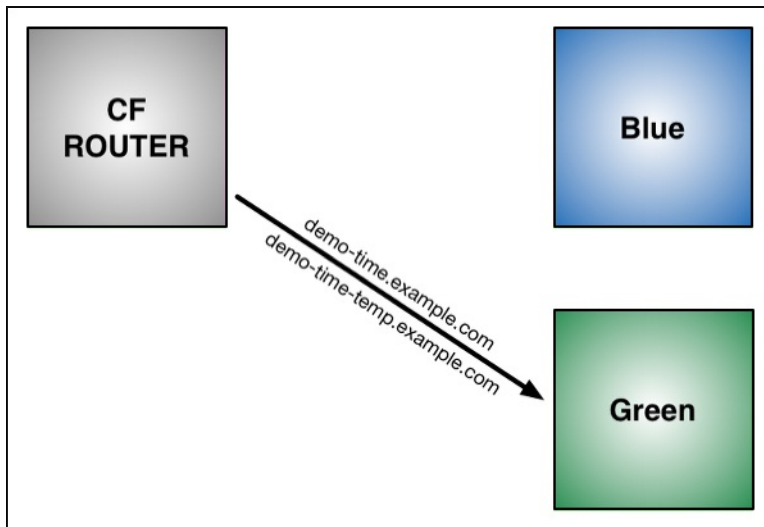 CF
ROUTER
Blue
demo-time.example.com
demo-time-temp.example.com
Green